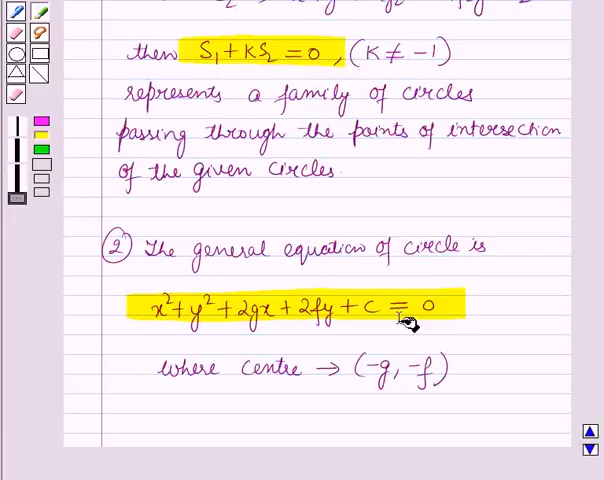 then S₁ + KS₂ = 0, (K ≠ -1)
represents a family of circles
passing through the points of intersection
of the given circles.
② The general equation of circle is
x² + y² + 2gx + 2fy + c = 0
where centre → (-g, -f)